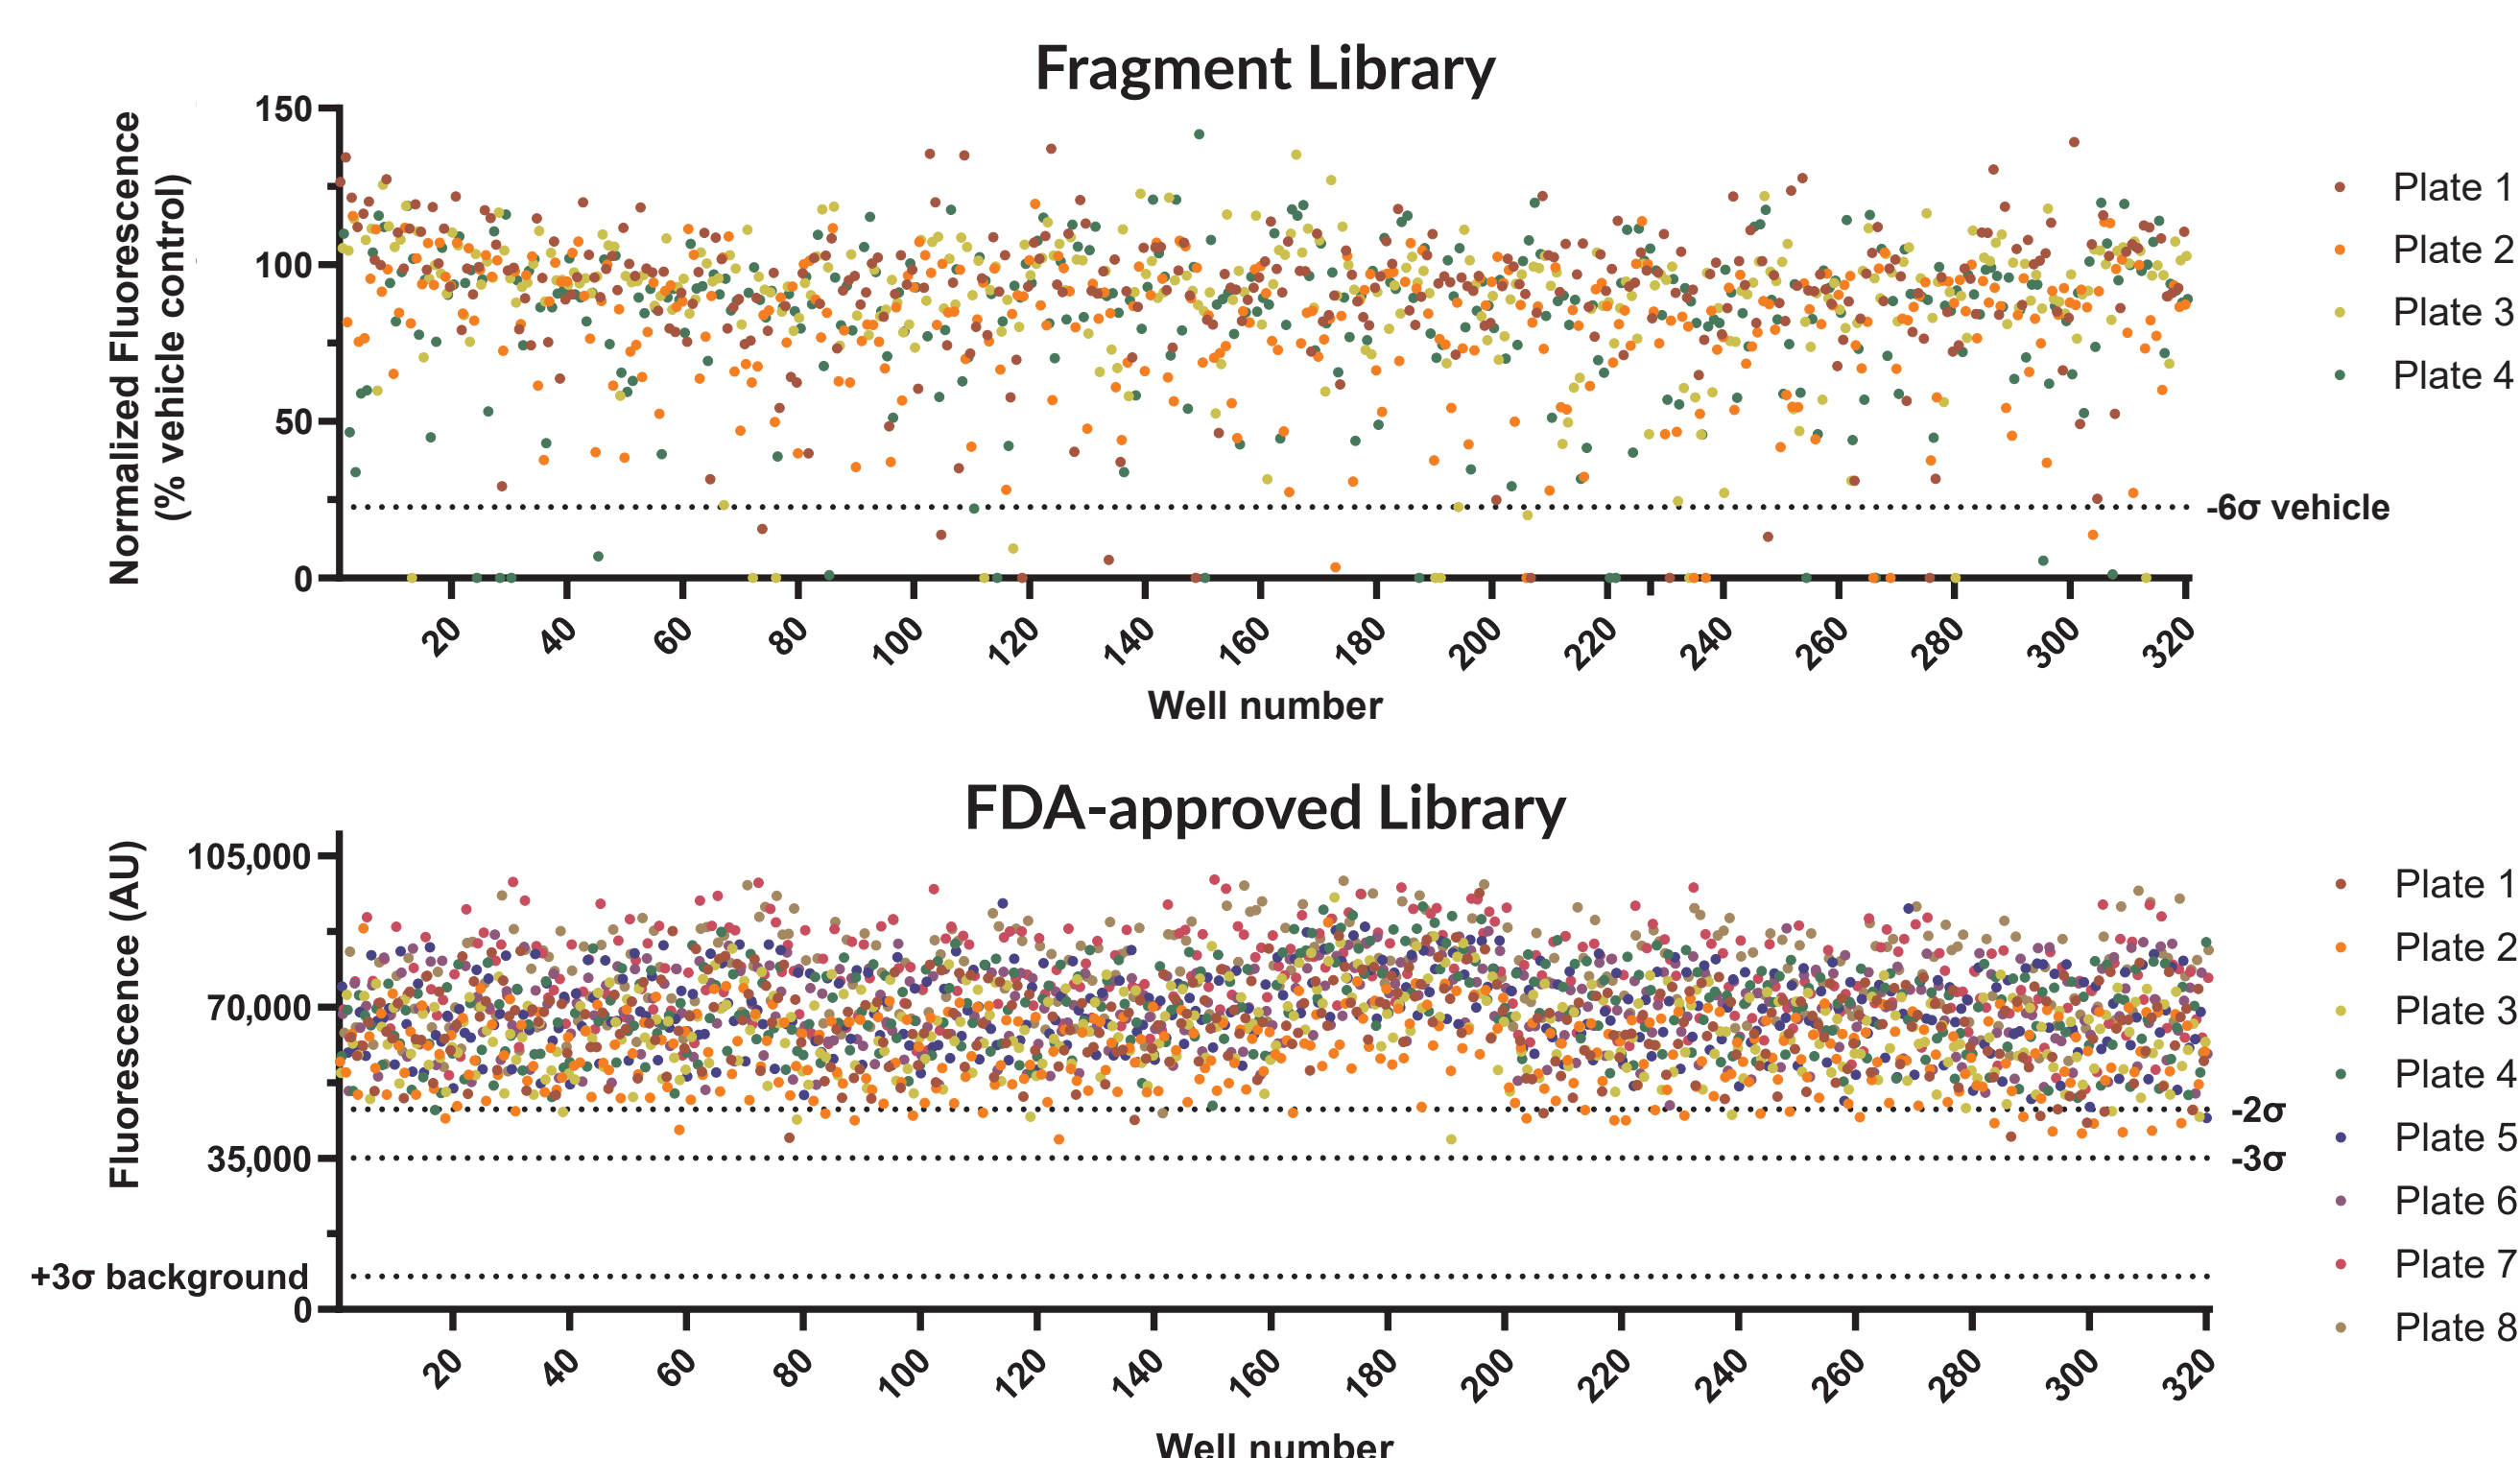 Fragment Library
Normalized Fluorescence
(% vehicle control)
150
100
50
0
-6σ vehicle
20 40 60 80 100 120 140 160 180 200 220 240 260 280 300 320
Well number
Plate 1
Plate 2
Plate 3
Plate 4
FDA-approved Library
Fluorescence (AU)
105,000
70,000
35,000
+3σ background
0
-2σ
-3σ
20 40 60 80 100 120 140 160 180 200 220 240 260 280 300 320
Well number
Plate 1
Plate 2
Plate 3
Plate 4
Plate 5
Plate 6
Plate 7
Plate 8